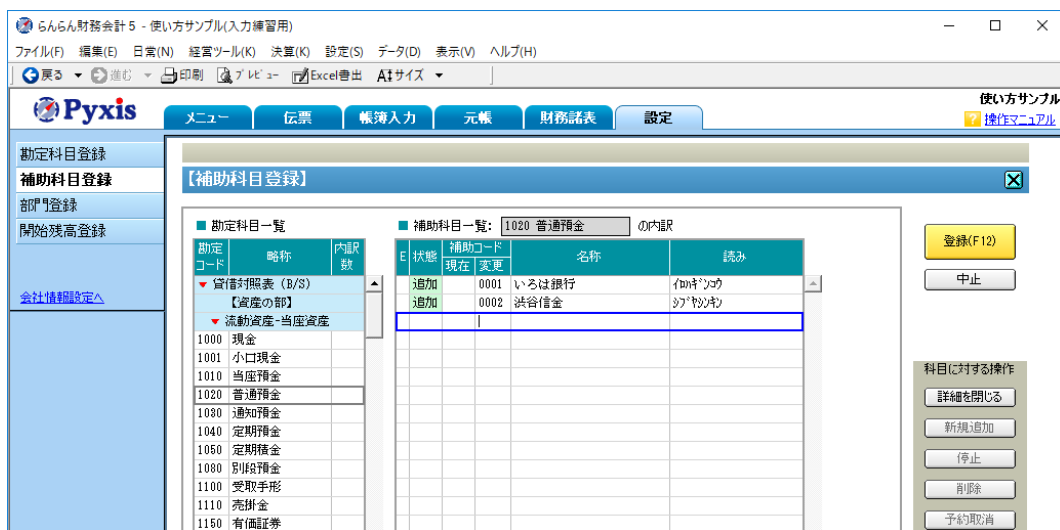 らんらん財務会計５ - 使い方サンプル(入力練習用)
ファイル(F) 編集(E) 日常(N) 経営ツール(K) 決算(K) 設定(S) データ(D) 表示(V) ヘルプ(H)
戻る 進む 印刷 プレビュー Excel書出 サイズ
Pyxis メニュー 伝票 帳簿入力 元帳 財務諸表 設定
使い方サンプル
? 操作マニュアル
勘定科目登録
補助科目登録
部門登録
開始残高登録
会社情報設定へ
【補助科目登録】
■ 勘定科目一覧
勘定コード 略称 内訳数
▼ 貸借対照表 (B/S)
【資産の部】
▼ 流動資産-当座資産
1000 現金
1001 小口現金
1010 当座預金
1020 普通預金
1030 通知預金
1040 定期預金
1050 定期積金
1080 別段預金
1100 受取手形
1110 売掛金
1150 有価証券
■ 補助科目一覧: 1020 普通預金 の内訳
E 状態 補助コード 現在 変更 名称 読み
追加 0001 いろは銀行 ｲﾛﾊｷﾞﾝｺｳ
追加 0002 渋谷信金 ｼﾌﾞﾔｼﾝｷﾝ
登録(F12)
中止
科目に対する操作
詳細を閉じる
新規追加
停止
削除
予約取消